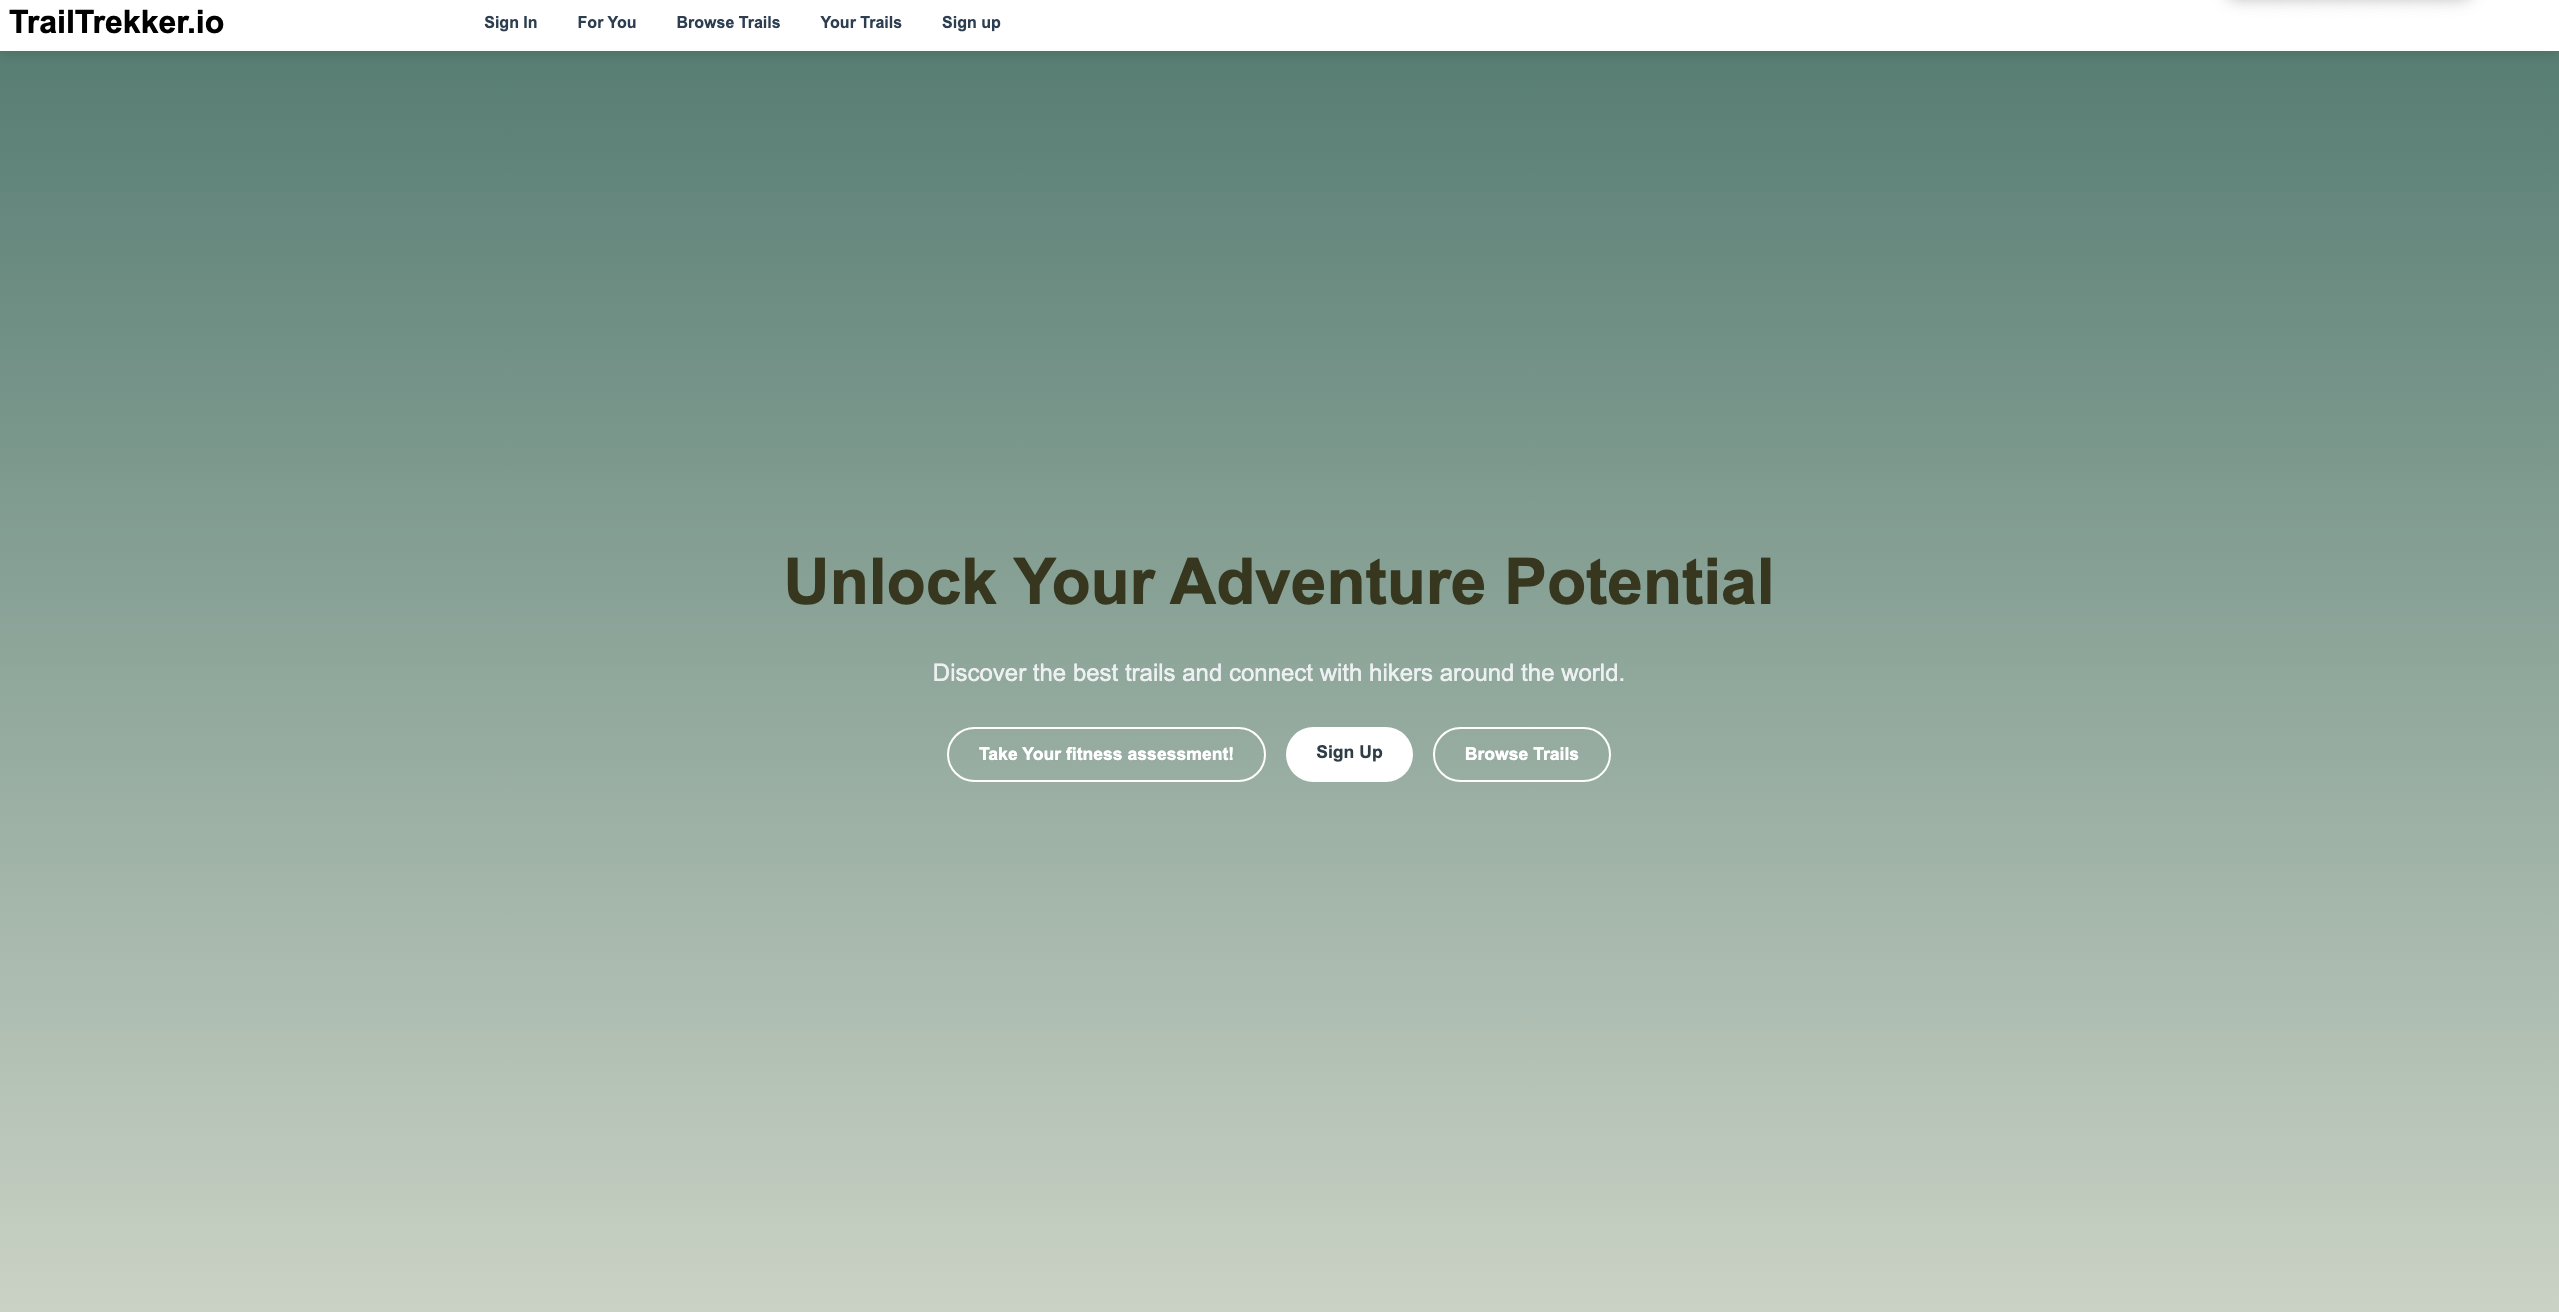 TrailTrekker.io
Sign In For You Browse Trails Your Trails Sign up
Unlock Your Adventure Potential
Discover the best trails and connect with hikers around the world.
Take Your fitness assessment! Sign Up Browse Trails